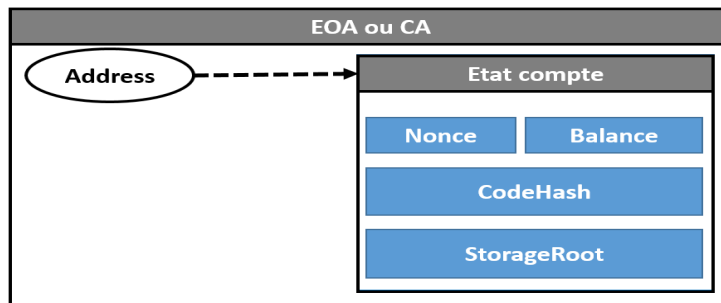 EOA ou CA
Address
Etat compte
Nonce Balance
CodeHash
StorageRoot